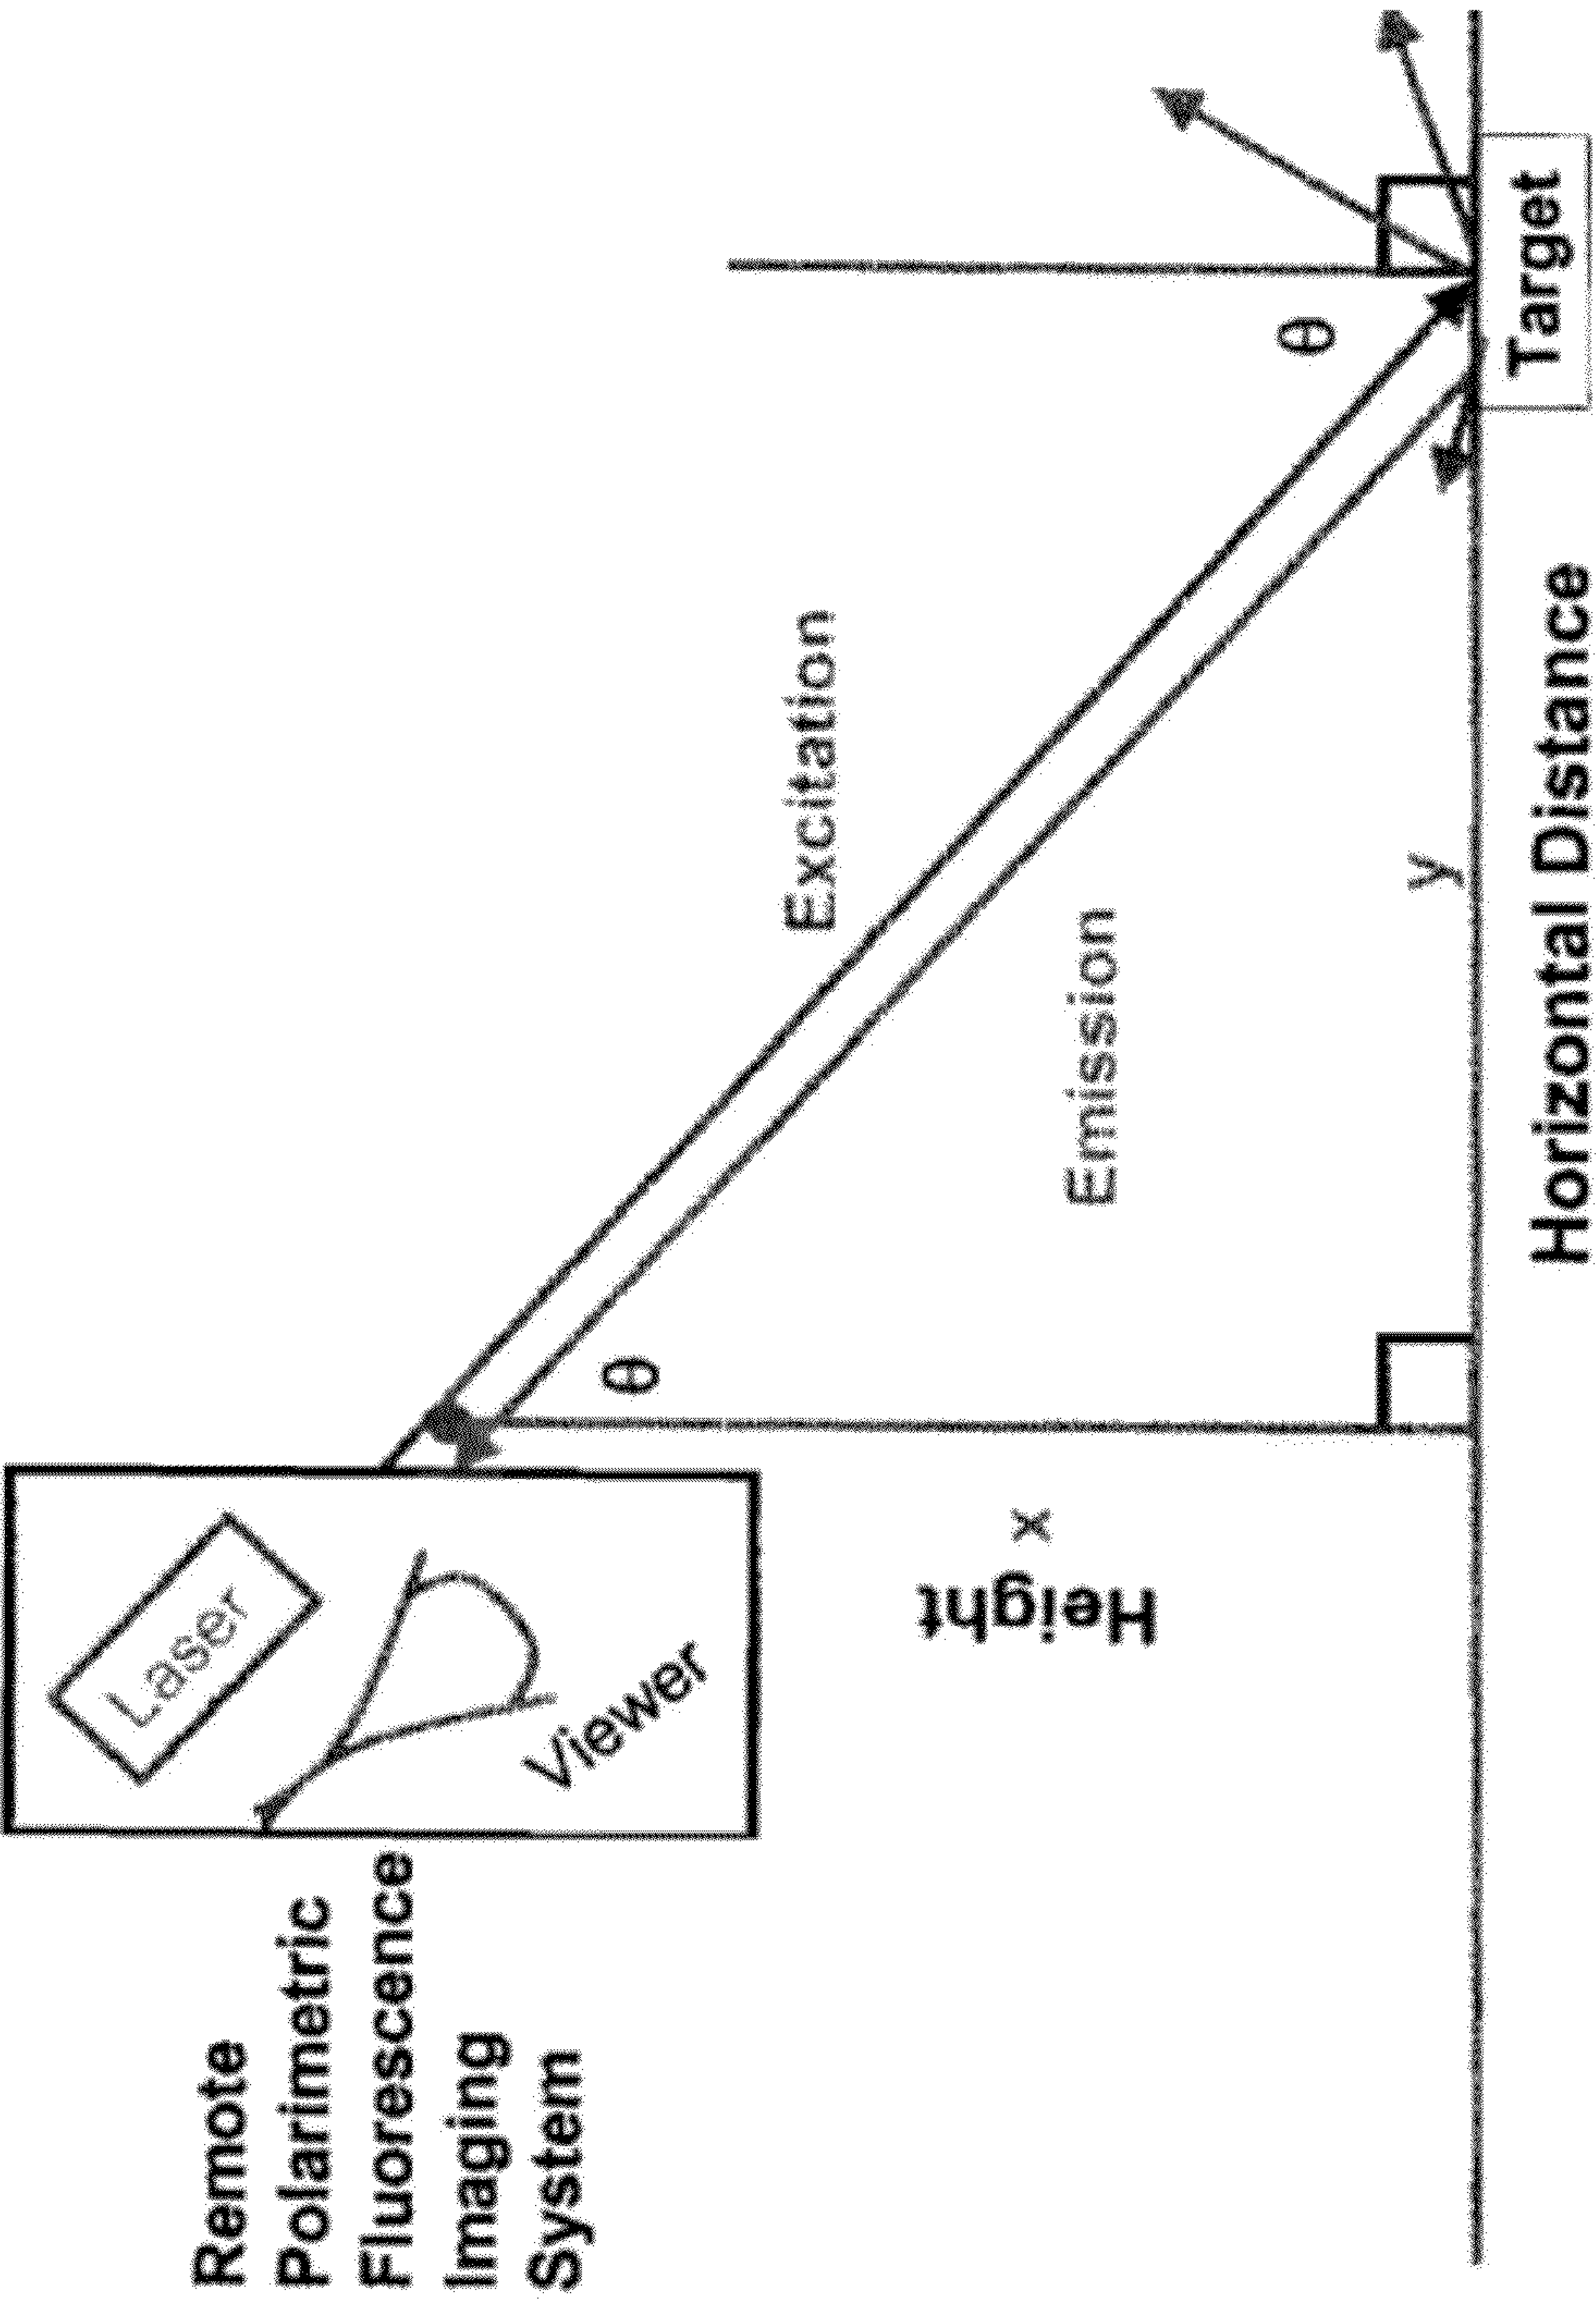 Remote
Polarimetric
Fluorescence
Imaging
System
Laser
Viewer
Height
x
θ
Excitation
Emission
θ
y
Horizontal Distance
Target